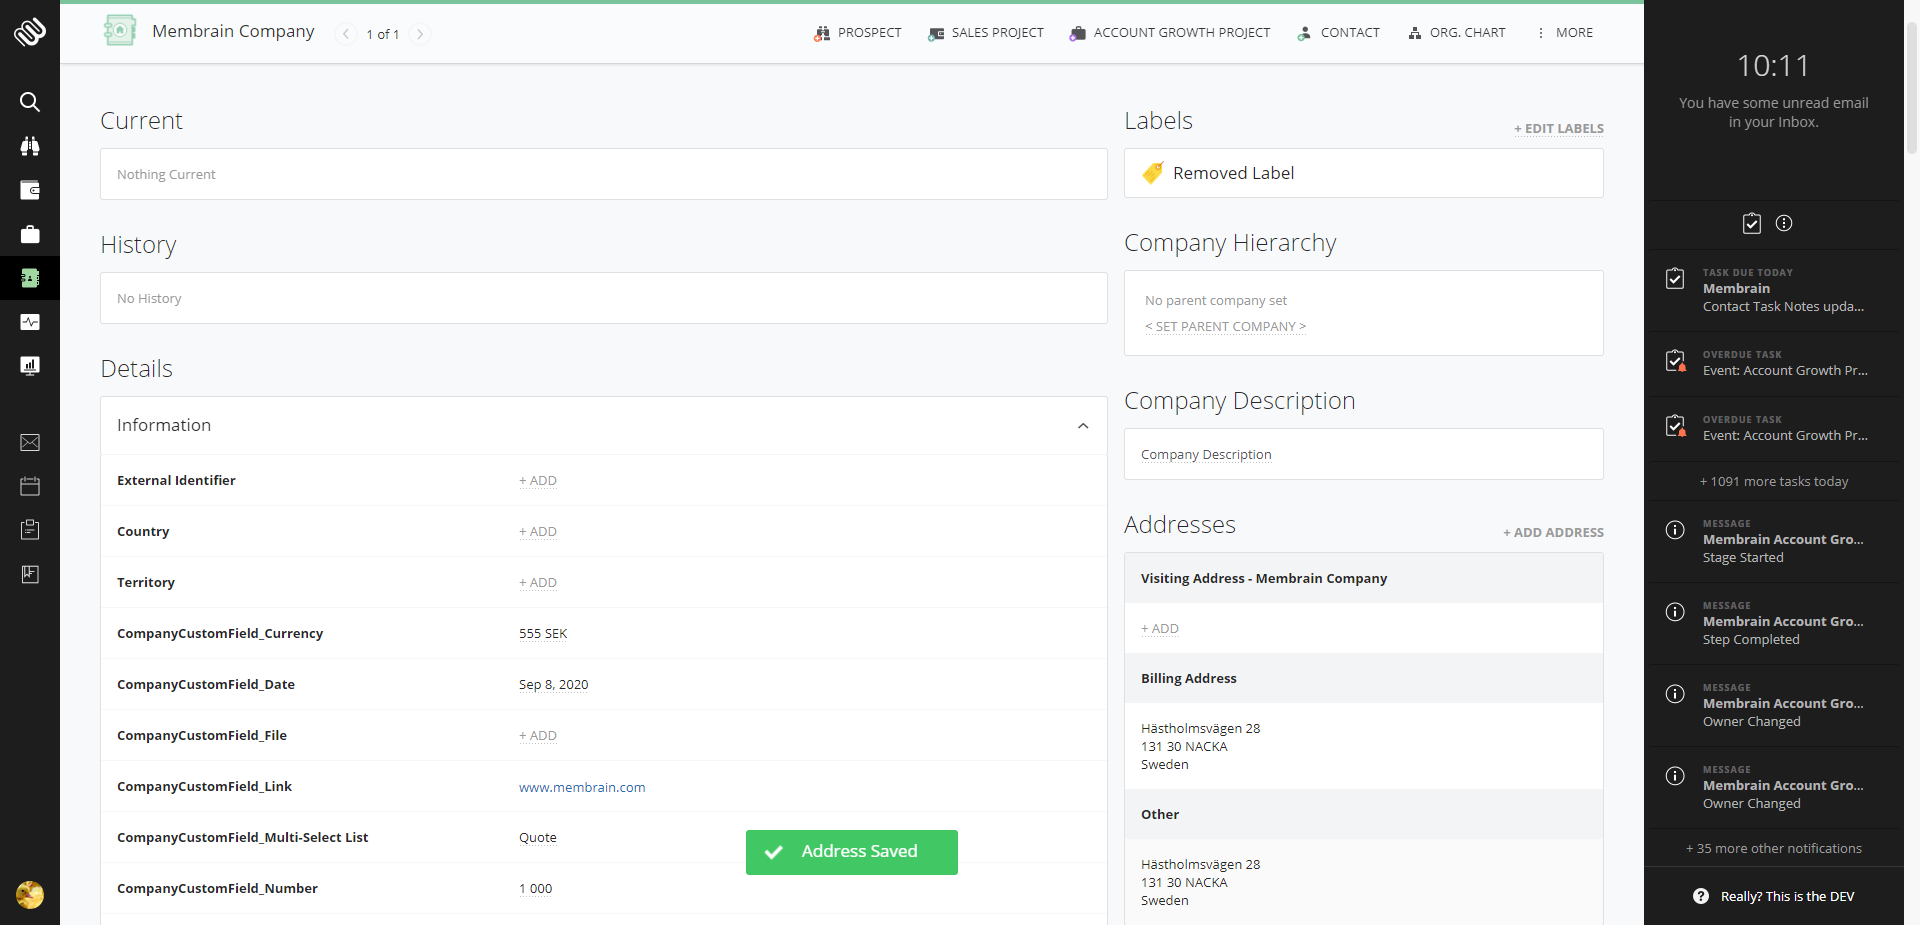 Membrain Company
1 of 1
PROSPECT
SALES PROJECT
ACCOUNT GROWTH PROJECT
CONTACT
ORG. CHART
MORE
Current
Nothing Current
History
No History
Details
Information
External Identifier
+ ADD
Country
+ ADD
Territory
+ ADD
CompanyCustomField_Currency
555 SEK
CompanyCustomField_Date
Sep 8, 2020
CompanyCustomField_File
+ ADD
CompanyCustomField_Link
www.membrain.com
CompanyCustomField_Multi-Select List
Quote
CompanyCustomField_Number
1 000
Address Saved
Labels
+ EDIT LABELS
Removed Label
Company Hierarchy
No parent company set
< SET PARENT COMPANY >
Company Description
Company Description
Addresses
+ ADD ADDRESS
Visiting Address - Membrain Company
+ ADD
Billing Address
Hästholmsvägen 28
131 30 NACKA
Sweden
Other
Hästholmsvägen 28
131 30 NACKA
Sweden
10:11
You have some unread email
in your Inbox.
TASK DUE TODAY
Membrain
Contact Task Notes upda...
OVERDUE TASK
Event: Account Growth Pr...
OVERDUE TASK
Event: Account Growth Pr...
+ 1091 more tasks today
MESSAGE
Membrain Account Gro...
Stage Started
MESSAGE
Membrain Account Gro...
Step Completed
MESSAGE
Membrain Account Gro...
Owner Changed
MESSAGE
Membrain Account Gro...
Owner Changed
+ 35 more other notifications
Really? This is the DEV